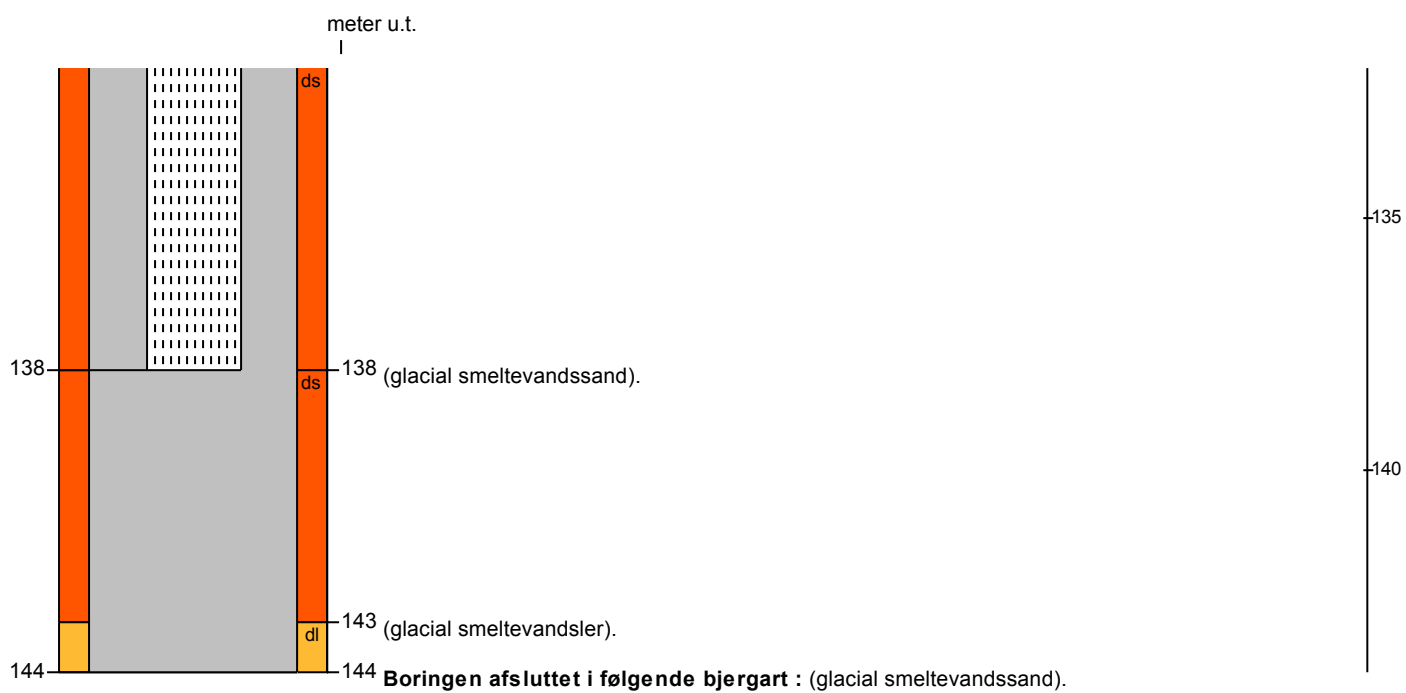 meter u.t.
ds
135
138 138 (glacial smeltevandssand).
ds
140
143 (glacial smeltevandsler).
dl
144 144 Boringen afsluttet i følgende bjergart : (glacial smeltevandssand).